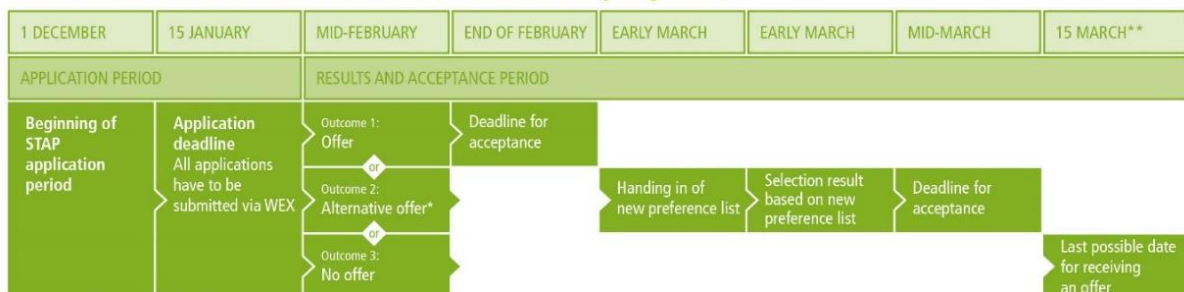 1 DECEMBER
15 JANUARY
MID-FEBRUARY
END OF FEBRUARY
EARLY MARCH
EARLY MARCH
MID-MARCH
15 MARCH**
APPLICATION PERIOD
RESULTS AND ACCEPTANCE PERIOD
Beginning of
STAP
application
period
Application
deadline
All applications
have to be
submitted via WEX
Outcome 1:
Offer
or
Outcome 2:
Alternative offer*
or
Outcome 3:
No offer
Deadline for
acceptance
Handing in of
new preference list
Selection result
based on new
preference list
Deadline for
acceptance
Last possible date
for receiving
an offer